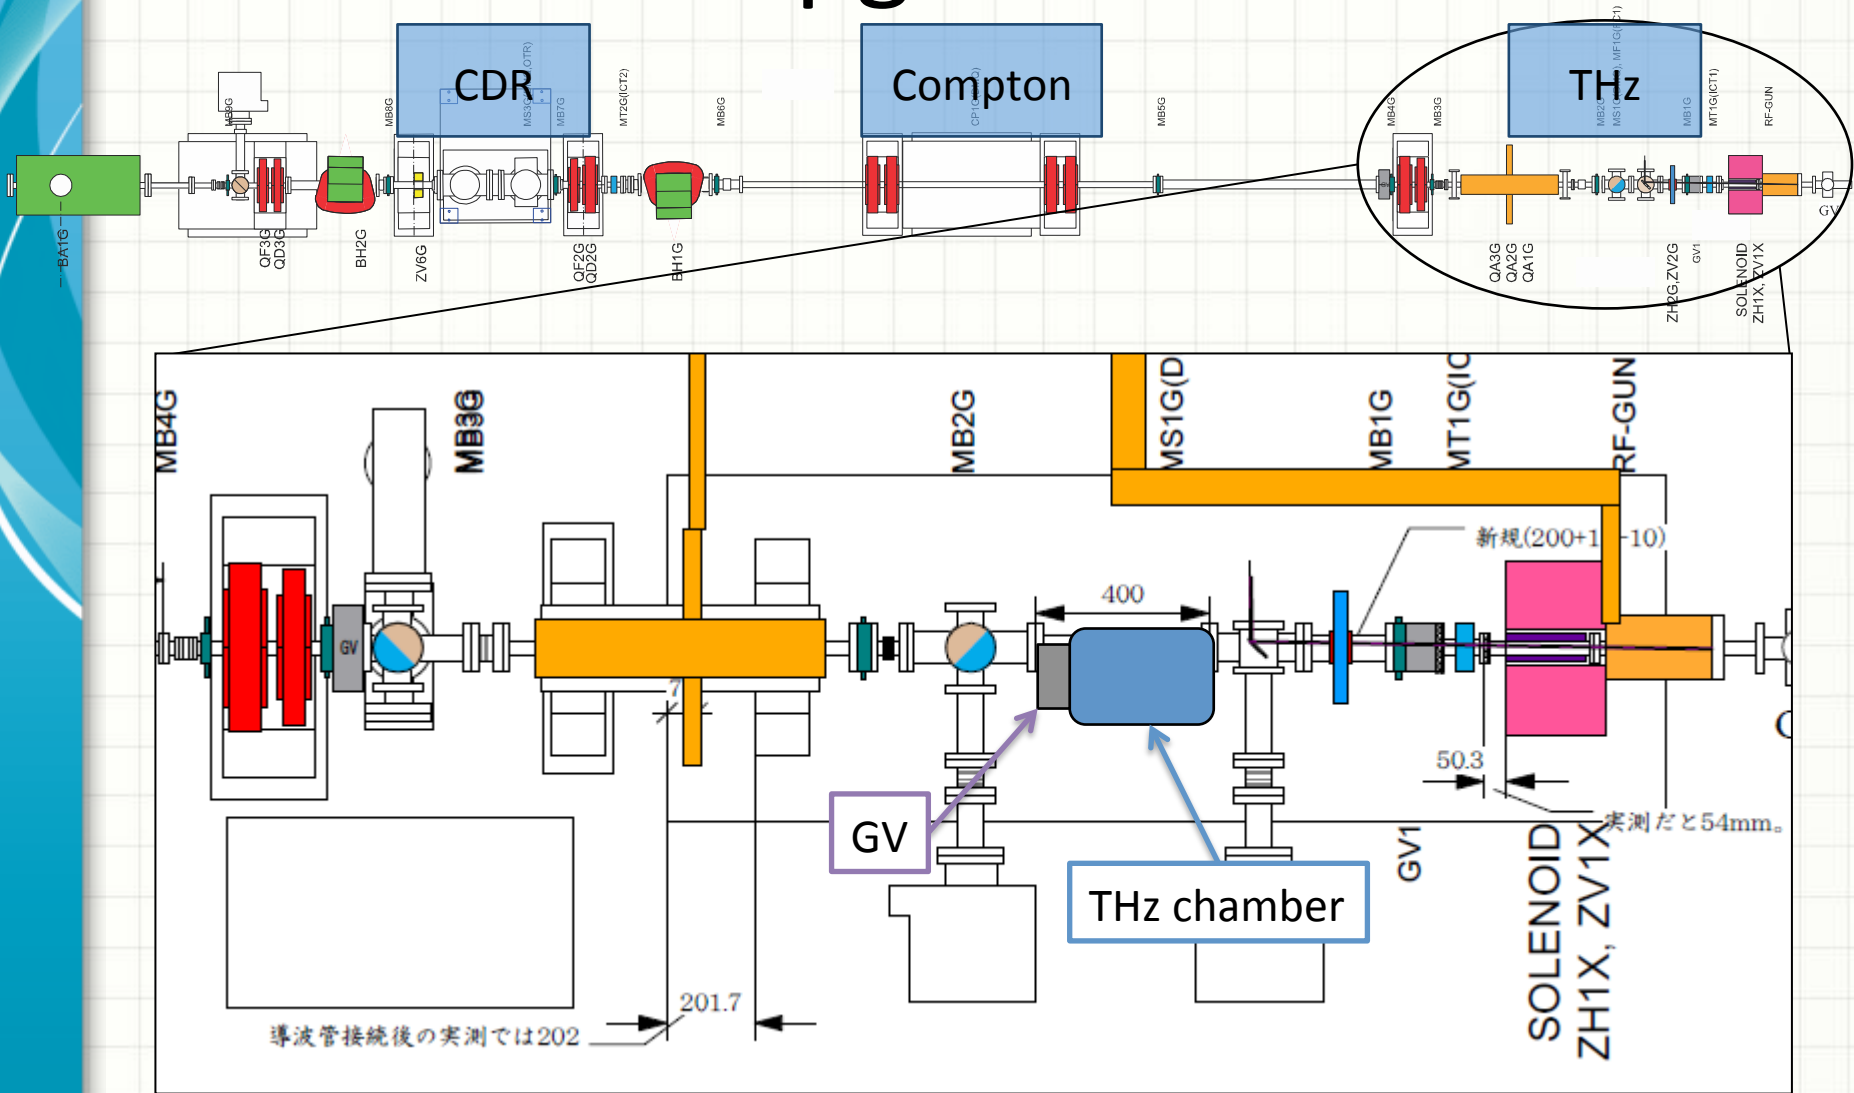 CDR
Compton
THz
MB9G
MB8G
MB7G
MT2G(ICT2)
MB6G
MB5G
MB4G
MB3G
MB1G
MT1G(ICT1)
RF-GUN
BA1G
QF3G
QD3G
BH2G
ZV6G
QF2G
QD2G
BH1G
QA3G
QA2G
QA1G
ZH2G,ZV2G
GV1
SOLENOID
ZH1X, ZV1X
GV
MB4G
MB3G
MB2G
MS1G(D
MB1G
MT1G(IC
RF-GUN
新規(200+1 -10)
400
GV
7
50.3
実測だと54mm。
GV
THz chamber
GV1
SOLENOID
ZH1X, ZV1X
201.7
導波管接続後の実測では202